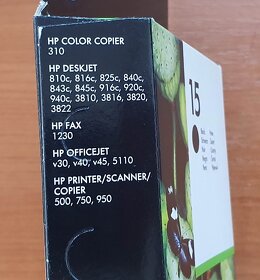 HP COLOR COPIER
310
HP DESKJET
810c, 816c, 825c, 840c,
843c, 845c, 916c, 920c,
940c, 3810, 3816, 3820,
3822
HP FAX
1230
HP OFFICEJET
v30, v40, v45, 5110
HP PRINTER/SCANNER/
COPIER
500, 750, 950
15